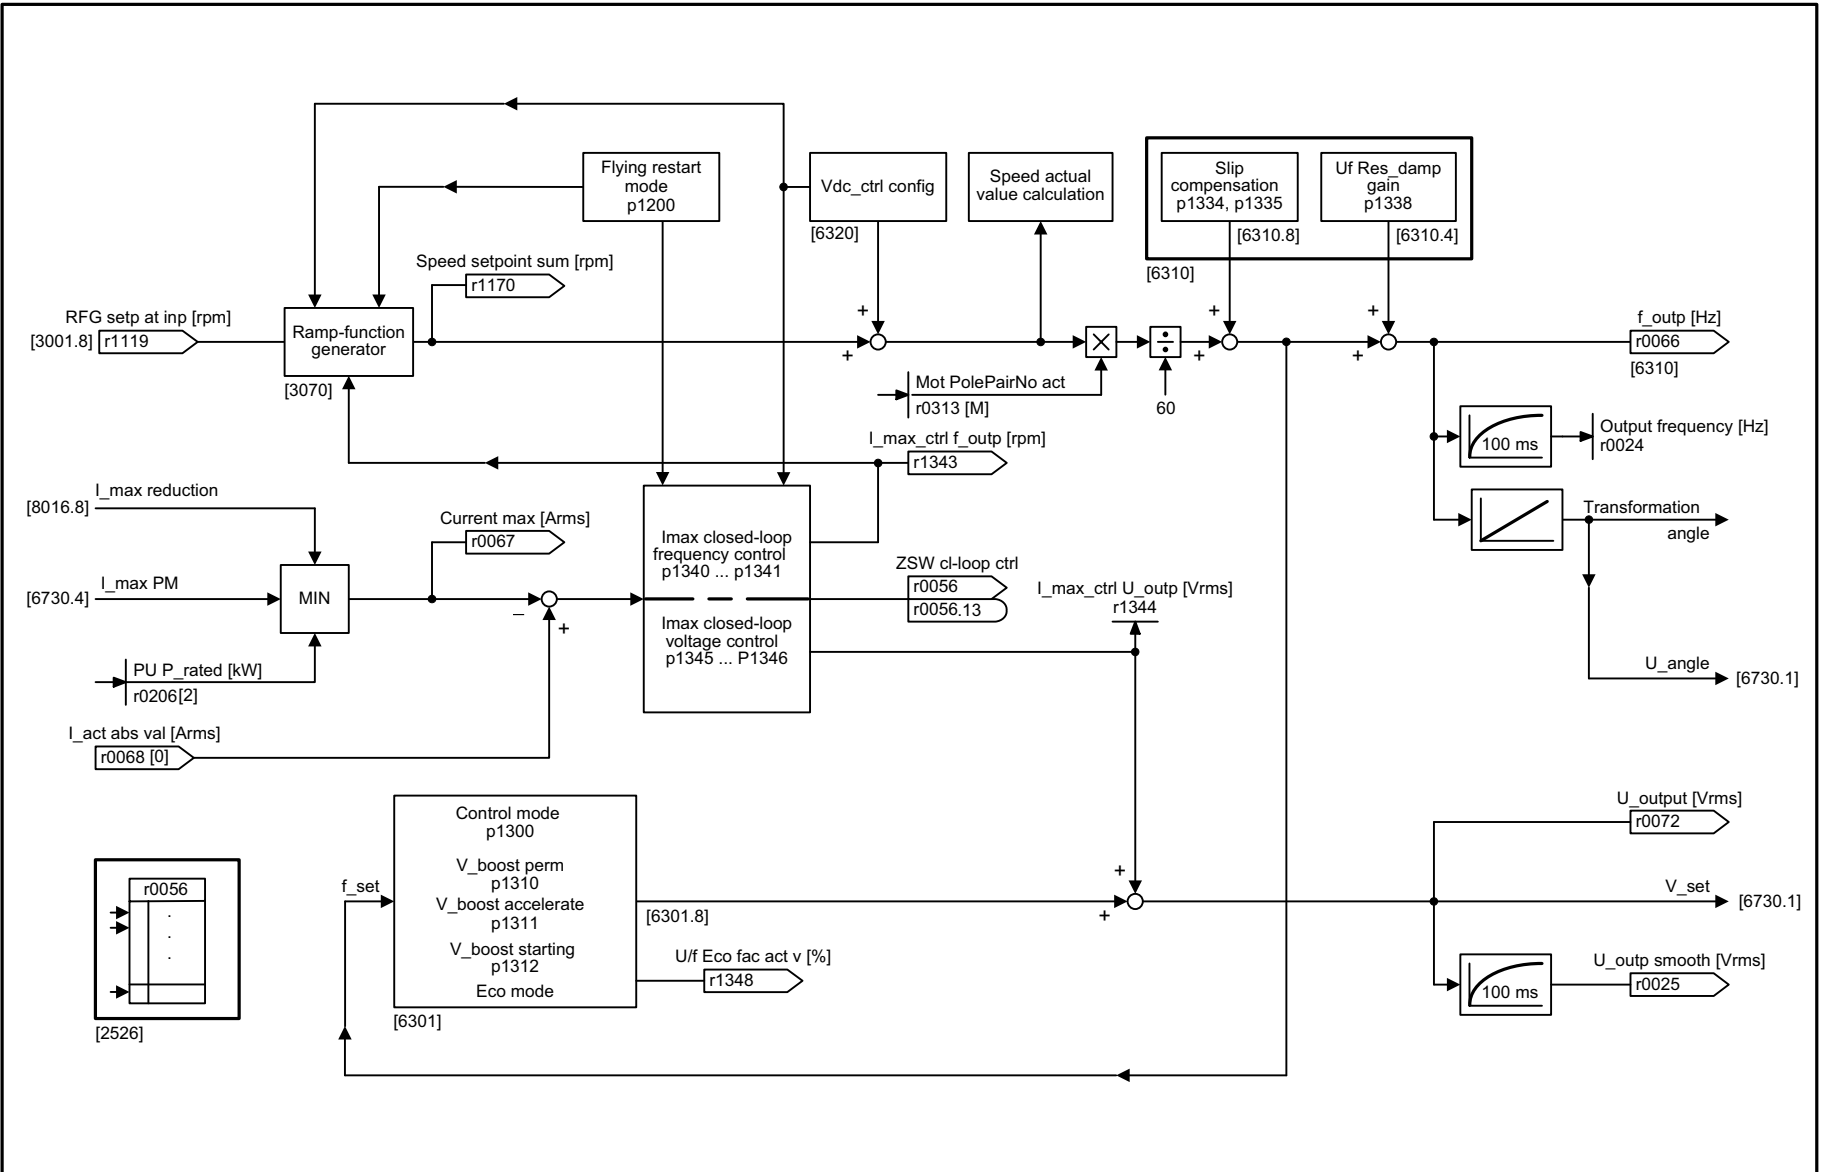 Flying restart
mode
p1200
Vdc_ctrl config
[6320]
Speed actual
value calculation
Slip
compensation
p1334, p1335
[6310.8]
Uf Res_damp
gain
p1338
[6310.4]
[6310]
Speed setpoint sum [rpm]
r1170
RFG setp at inp [rpm]
[3001.8] r1119
Ramp-function
generator
[3070]
+
+
+
+
+
+
f_outp [Hz]
r0066
[6310]
Mot PolePairNo act
r0313 [M]
60
Output frequency [Hz]
r0024
100 ms
I_max_ctrl f_outp [rpm]
r1343
I_max reduction
[8016.8]
Current max [Arms]
r0067
Transformation
angle
Imax closed-loop
frequency control
p1340 ... p1341
Imax closed-loop
voltage control
p1345 ... P1346
ZSW cl-loop ctrl
r0056
r0056.13
I_max_ctrl U_outp [Vrms]
r1344
I_max PM
[6730.4]
MIN
–
+
PU P_rated [kW]
r0206[2]
U_angle
[6730.1]
I_act abs val [Arms]
r0068 [0]
Control mode
p1300
V_boost perm
p1310
V_boost accelerate
p1311
V_boost starting
p1312
Eco mode
[6301]
f_set
[6301.8]
U/f Eco fac act v [%]
r1348
+
+
U_output [Vrms]
r0072
V_set
[6730.1]
U_outp smooth [Vrms]
100 ms
r0025
r0056
[2526]